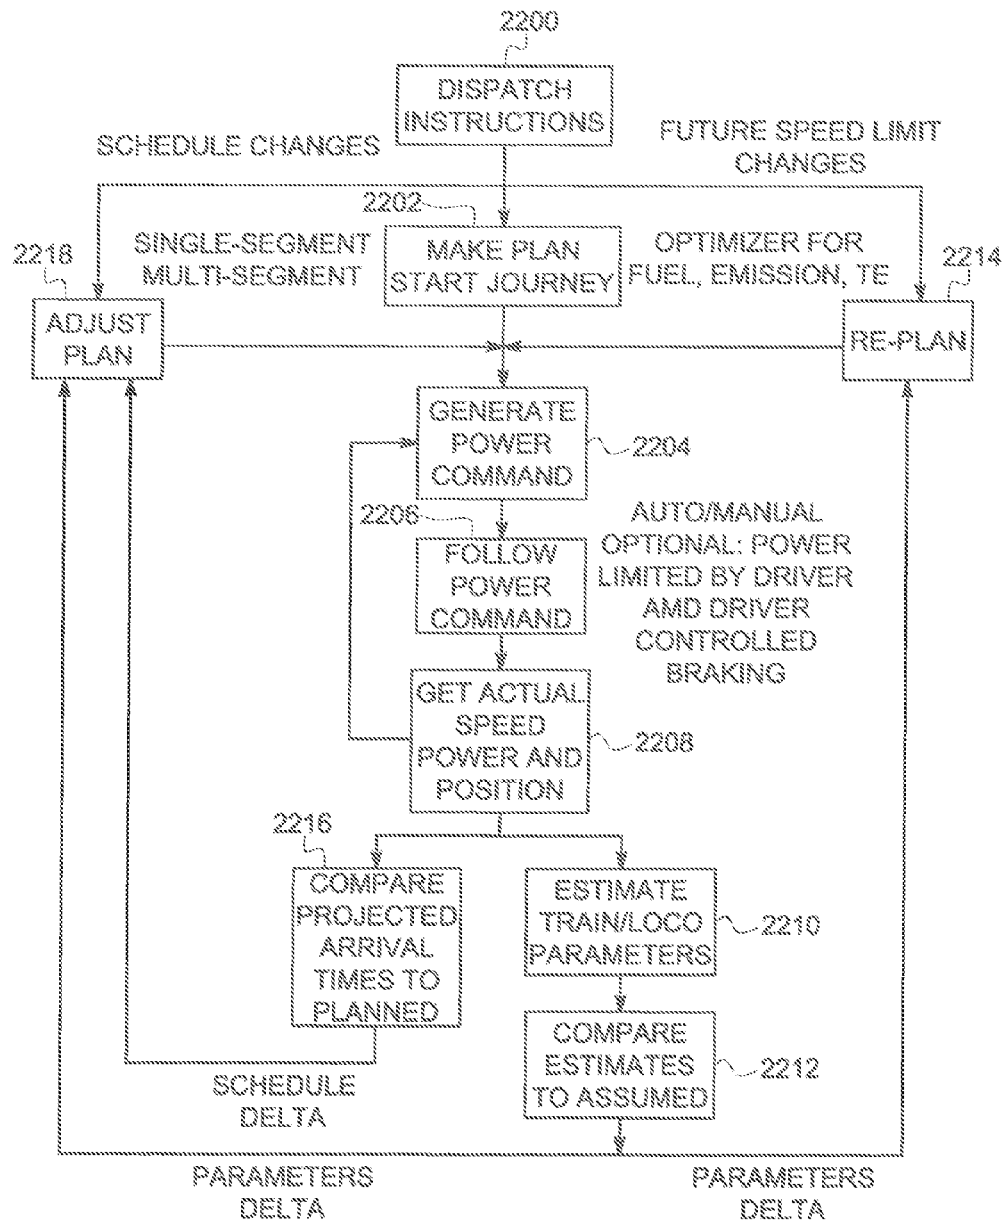 2200
DISPATCH
INSTRUCTIONS
SCHEDULE CHANGES
FUTURE SPEED LIMIT
CHANGES
2202
2218
SINGLE-SEGMENT
MULTI-SEGMENT
MAKE PLAN
START JOURNEY
OPTIMIZER FOR
FUEL, EMISSION, TE
2214
ADJUST
PLAN
RE-PLAN
GENERATE
POWER
COMMAND
2204
2206
FOLLOW
POWER
COMMAND
AUTO/MANUAL
OPTIONAL: POWER
LIMITED BY DRIVER
AMD DRIVER
CONTROLLED
BRAKING
GET ACTUAL
SPEED
POWER AND
POSITION
2208
2216
COMPARE
PROJECTED
ARRIVAL
TIMES TO
PLANNED
ESTIMATE
TRAIN/LOCO
PARAMETERS
2210
COMPARE
ESTIMATES
TO ASSUMED
2212
SCHEDULE
DELTA
PARAMETERS
DELTA
PARAMETERS
DELTA